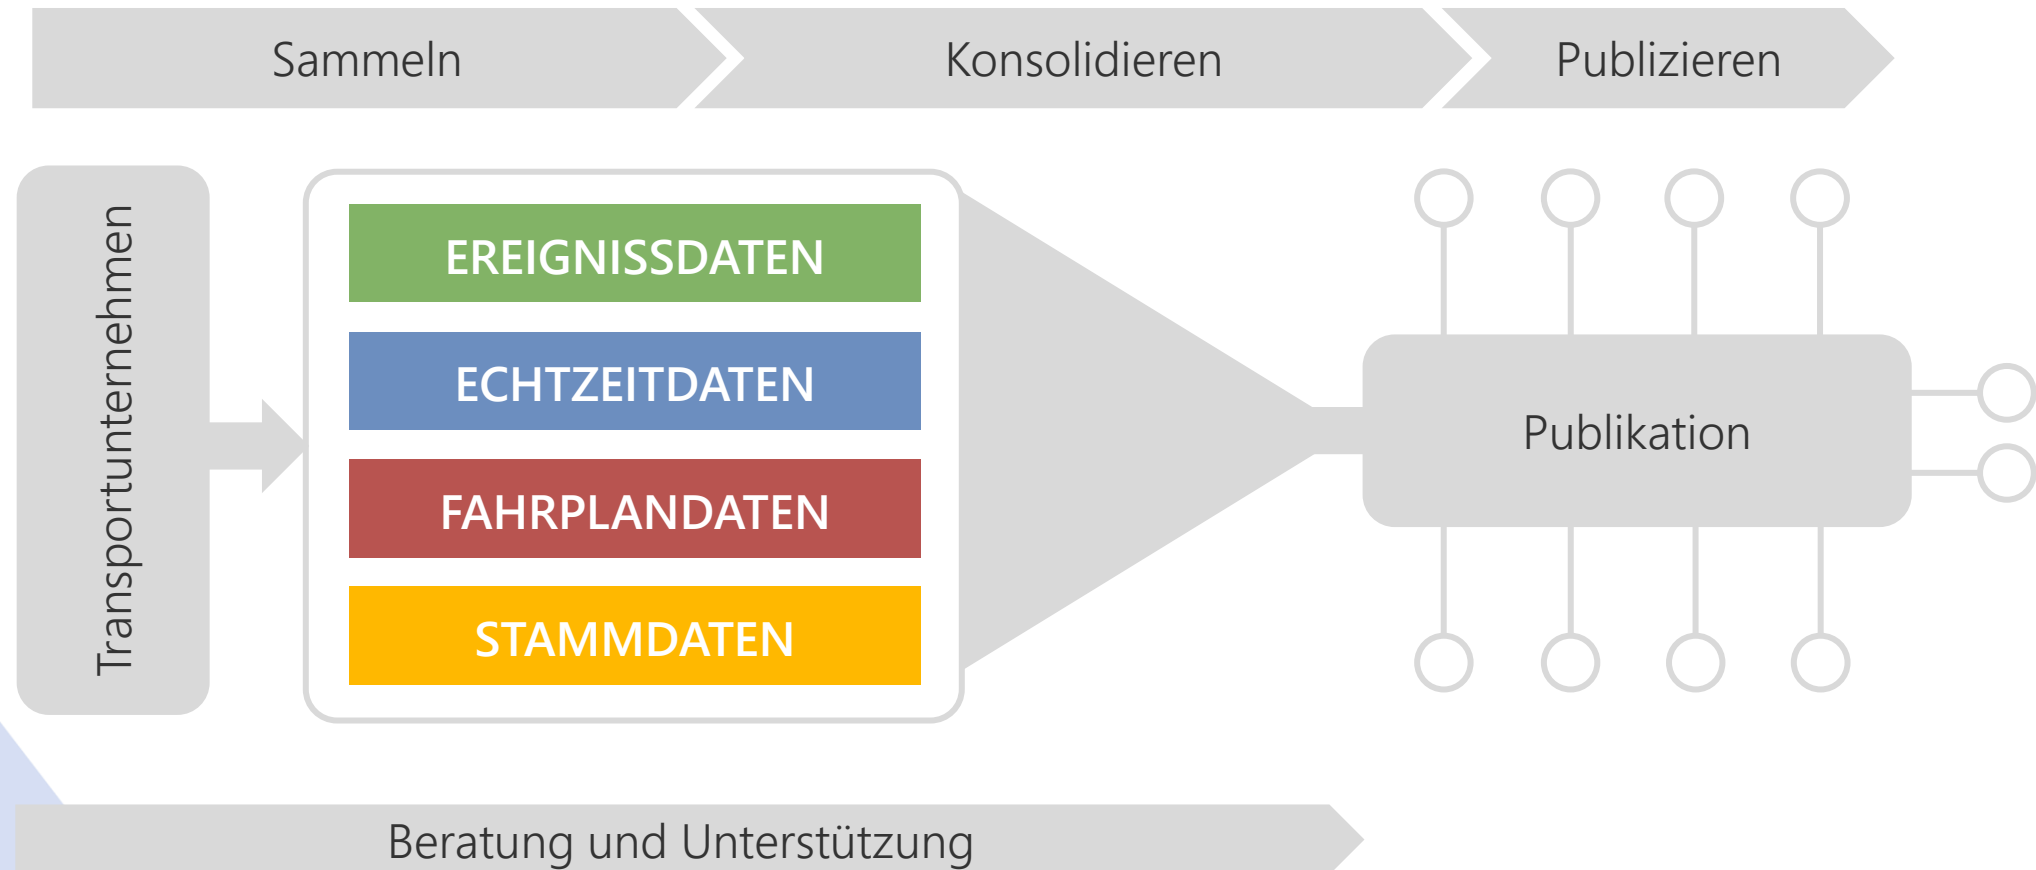 Sammeln
Konsolidieren
Publizieren
Transportunternehmen
EREIGNISSDATEN
ECHTZEITDATEN
FAHRPLANDATEN
STAMMDATEN
Publikation
Beratung und Unterstützung